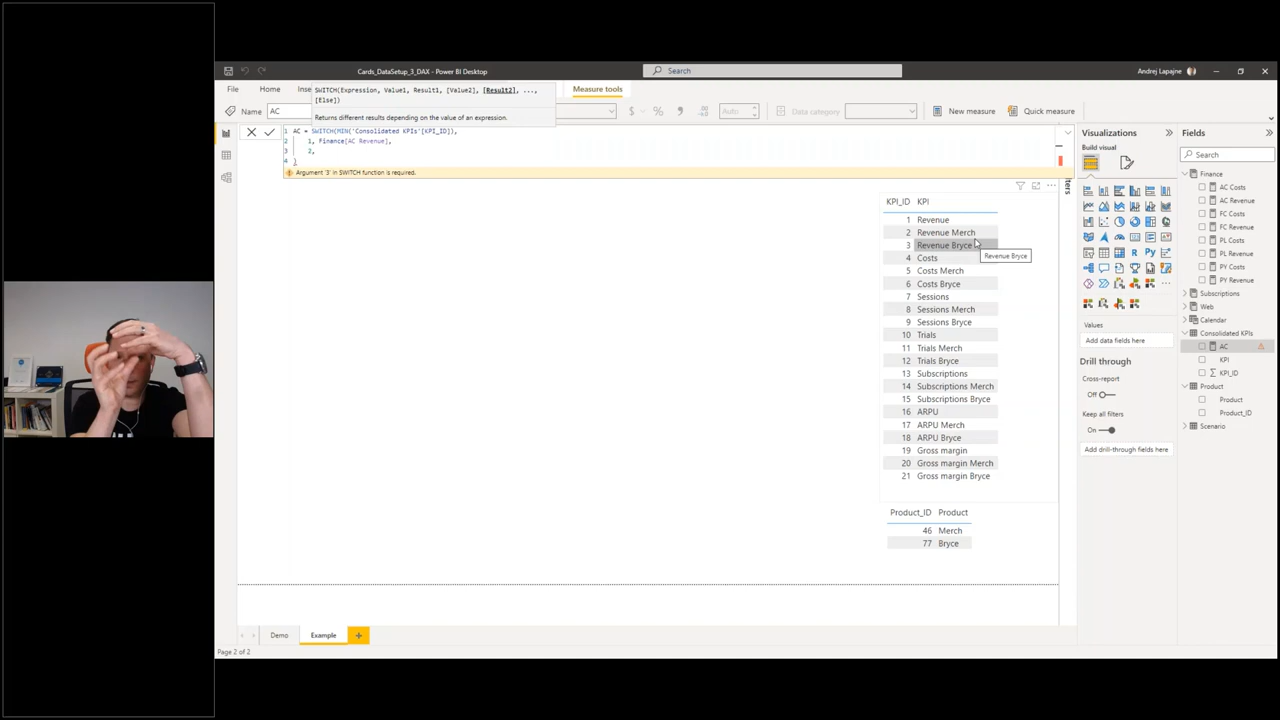 Cards_DataSetup_3_DAX - Power BI Desktop
Search
Andrej Lapajne
File
Home
Inse
Measure tools
SWITCH(Expression, Value1, Result1, [Value2], [Result2], ...,
[Else])
Returns different results depending on the value of an expression.
Name
AC
$
%
Auto
Data category
New measure
Quick measure
1 AC = SWITCH(MIN('Consolidated KPIs'[KPI_ID]),
2 1, Finance[AC Revenue],
3 2,
4 )
Argument '3' in SWITCH function is required.
KPI_ID KPI
1 Revenue
2 Revenue Merch
3 Revenue Bryce
Revenue Bryce
4 Costs
5 Costs Merch
6 Costs Bryce
7 Sessions
8 Sessions Merch
9 Sessions Bryce
10 Trials
11 Trials Merch
12 Trials Bryce
13 Subscriptions
14 Subscriptions Merch
15 Subscriptions Bryce
16 ARPU
17 ARPU Merch
18 ARPU Bryce
19 Gross margin
20 Gross margin Merch
21 Gross margin Bryce
Product_ID Product
46 Merch
77 Bryce
Visualizations
Build visual
Values
Add data fields here
Drill through
Cross-report
Off
Keep all filters
On
Add drill-through fields here
Fields
Search
Finance
AC Costs
AC Revenue
FC Costs
FC Revenue
PL Costs
PL Revenue
PY Costs
PY Revenue
Subscriptions
Web
Calendar
Consolidated KPIs
AC
KPI
KPI_ID
Product
Product
Product_ID
Scenario
Demo
Example
Page 2 of 2